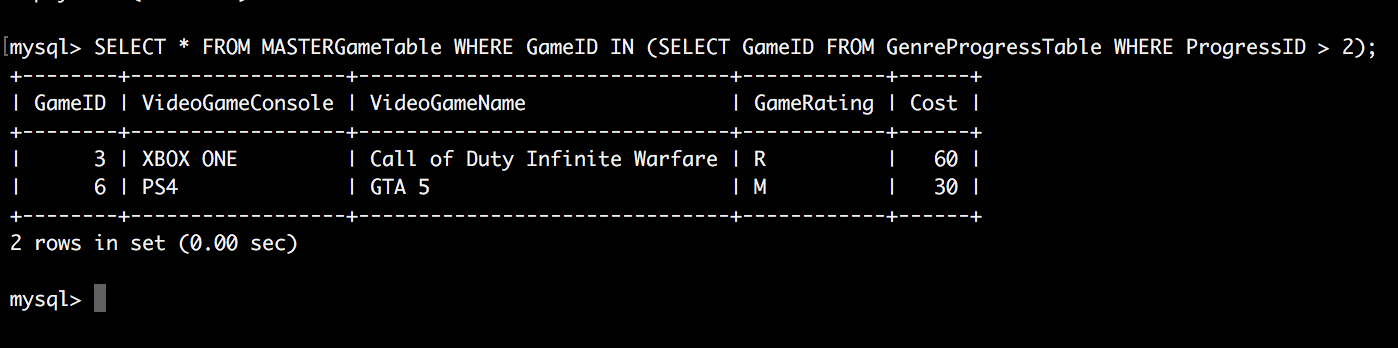 mysql> SELECT * FROM MASTERGameTable WHERE GameID IN (SELECT GameID FROM GenreProgressTable WHERE ProgressID > 2);
+--------+------------------+-------------------------------+------------+------+
| GameID | VideoGameConsole | VideoGameName                 | GameRating | Cost |
+--------+------------------+-------------------------------+------------+------+
|      3 | XBOX ONE         | Call of Duty Infinite Warfare | R          |   60 |
|      6 | PS4              | GTA 5                         | M          |   30 |
+--------+------------------+-------------------------------+------------+------+
2 rows in set (0.00 sec)
mysql>